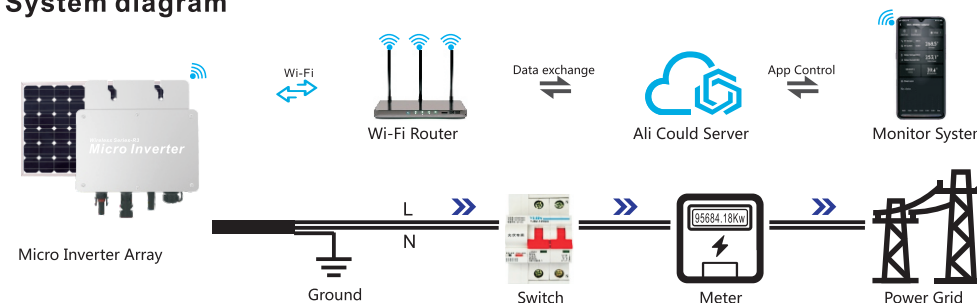 System diagram
Wi-Fi
Data exchange
App Control
Micro Inverter
Wi-Fi Router
Ali Could Server
Monitor System
L
N
95684.18Kw
Micro Inverter Array
Ground
Switch
Meter
Power Grid